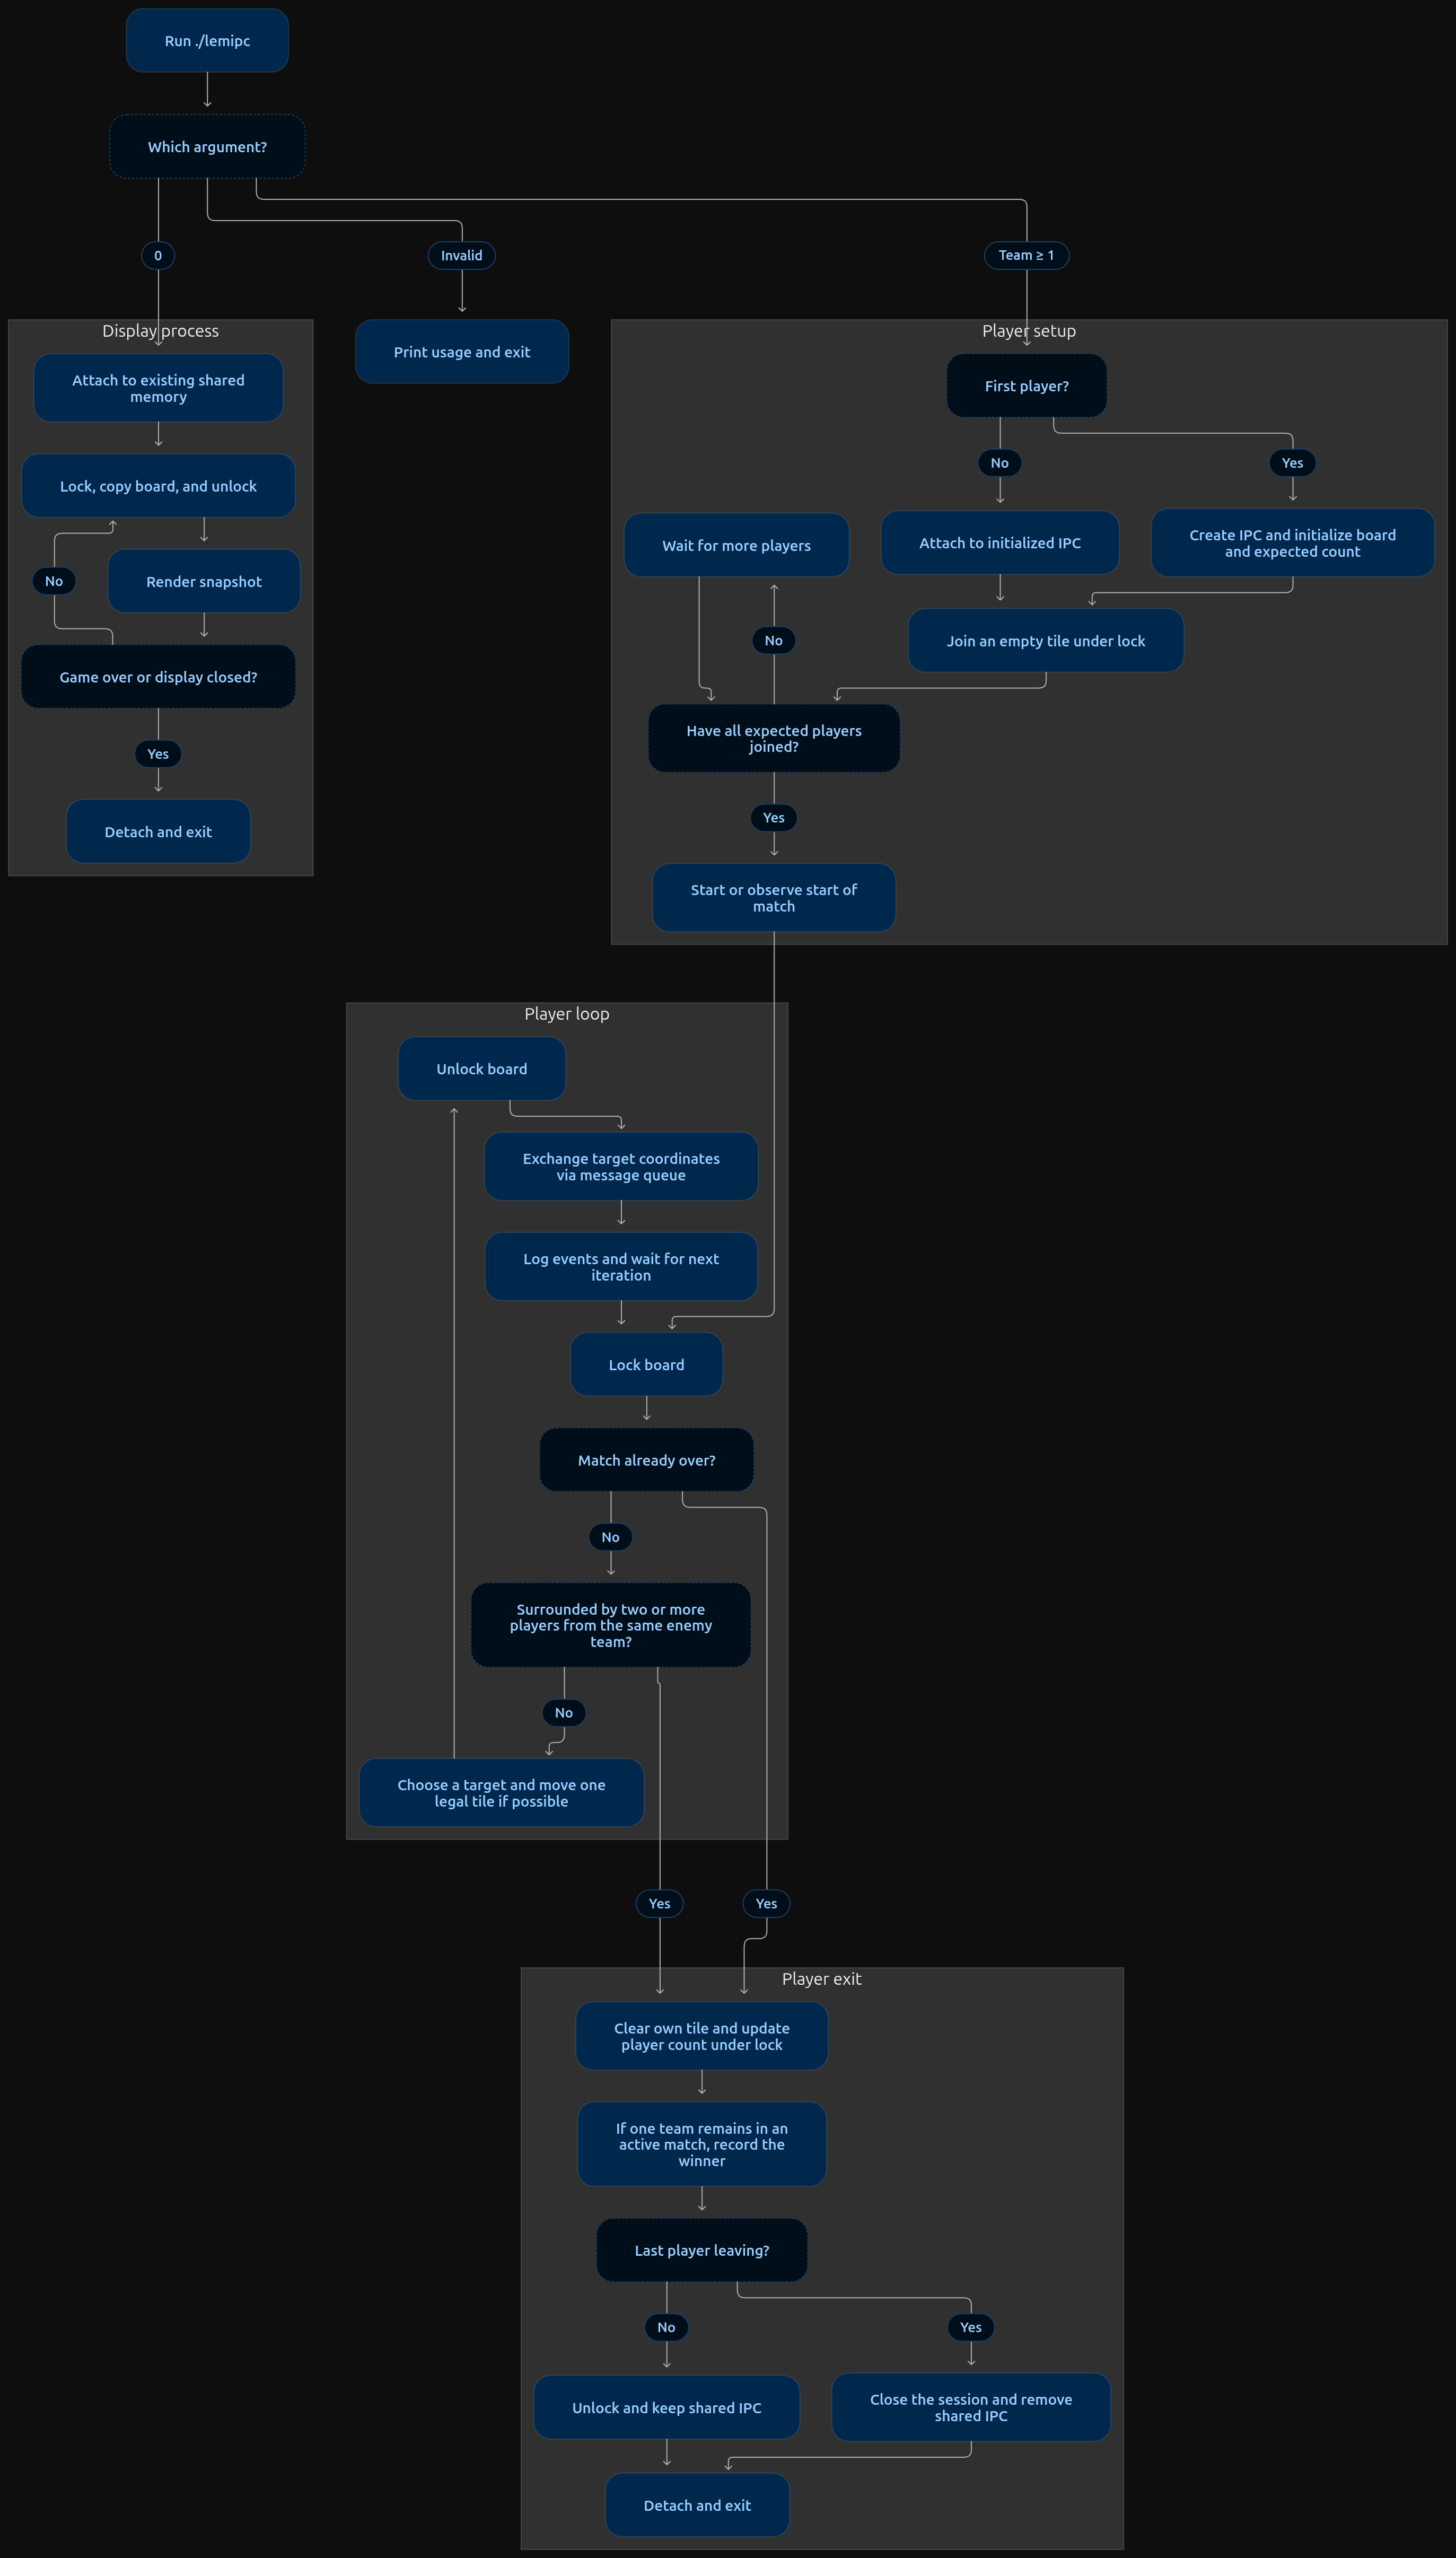 Run ./lemipc
Which argument?
0
Invalid
Team ≥ 1
Display process
Attach to existing shared
memory
Lock, copy board, and unlock
No
Render snapshot
Game over or display closed?
Yes
Detach and exit
Print usage and exit
Player setup
First player?
No
Yes
Wait for more players
Attach to initialized IPC
Create IPC and initialize board
and expected count
No
Join an empty tile under lock
Have all expected players
joined?
Yes
Start or observe start of
match
Player loop
Unlock board
Exchange target coordinates
via message queue
Log events and wait for next
iteration
Lock board
Match already over?
No
Surrounded by two or more
players from the same enemy
team?
No
Choose a target and move one
legal tile if possible
Yes
Yes
Player exit
Clear own tile and update
player count under lock
If one team remains in an
active match, record the
winner
Last player leaving?
No
Yes
Unlock and keep shared IPC
Close the session and remove
shared IPC
Detach and exit